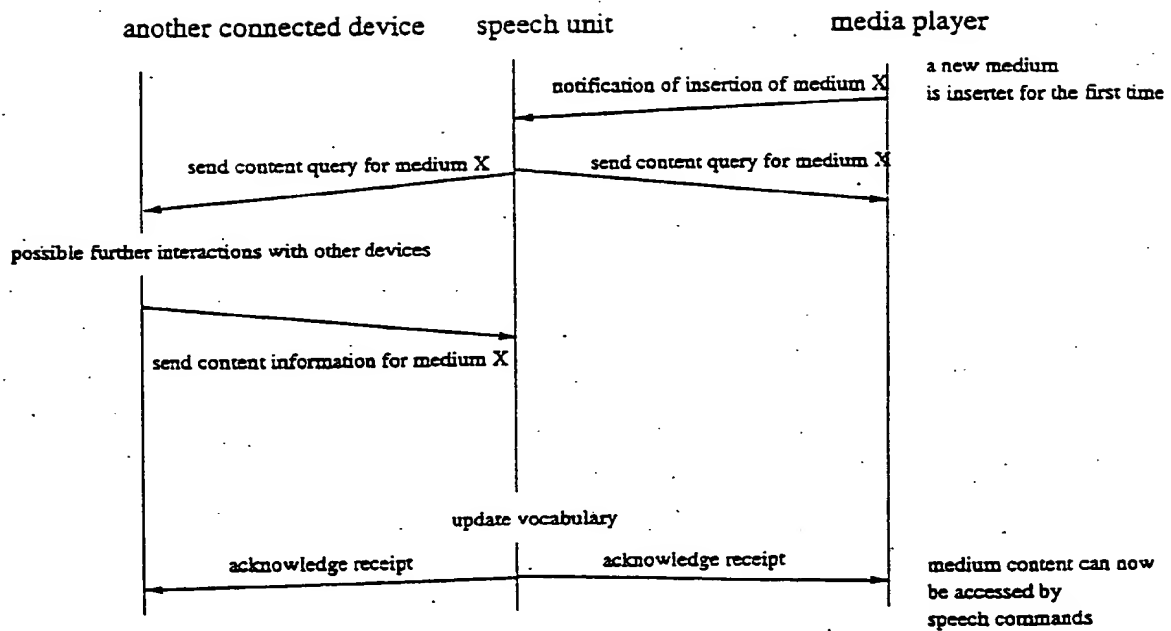 another connected device speech unit media player
a new medium
is insertet for the first time
notification of insertion of medium X
send content query for medium X send content query for medium X
possible further interactions with other devices
send content information for medium X
update vocabulary
acknowledge receipt acknowledge receipt
medium content can now
be accessed by
speech commands